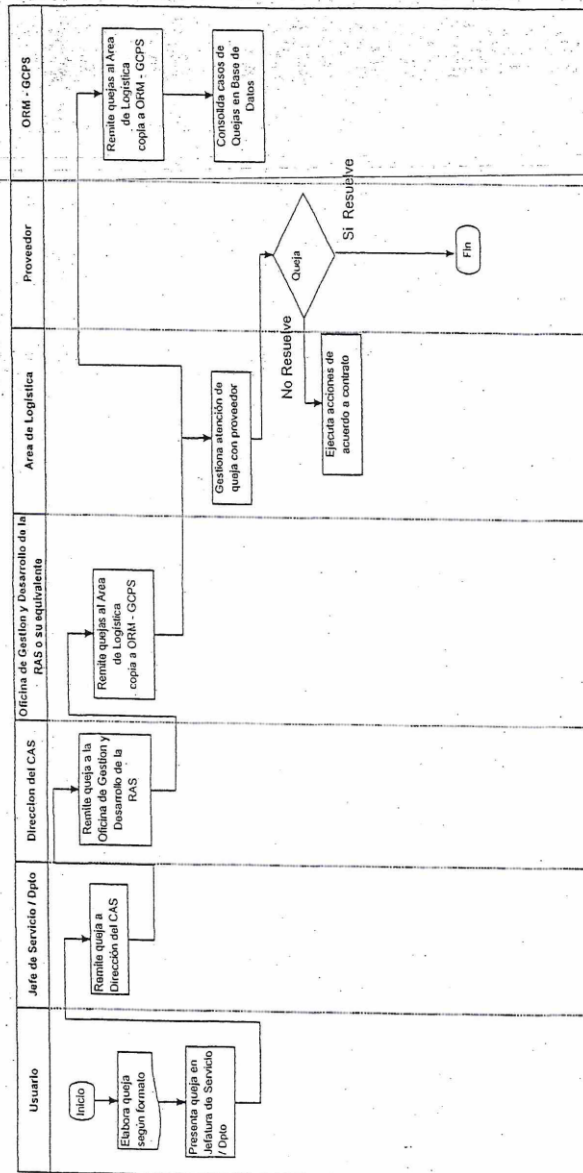 Usuario
Jefe de Servicio / Dpto
Direccion del CAS
Oficina de Gestion y Desarrollo de la
RAS o su equivalente
Area de Logística
Proveedor
ORM - GCPS
Inicio
Elabora queja
según formato
Presenta queja en
Jefatura de Servicio
/ Dpto
Remite queja a
Dirección del CAS
Remite queja a la
Oficina de Gestion y
Desarrollo de la
RAS
Remite quejas al Area
de Logística
copia a ORM - GCPS
Gestiona atención de
queja con proveedor
No Resuelve
Ejecuta acciones de
acuerdo a contrato
Queja
Si Resuelve
Fin
Remite quejas al Area
de Logística
copia a ORM - GCPS
Consolida casos de
Quejas en Base de
Datos